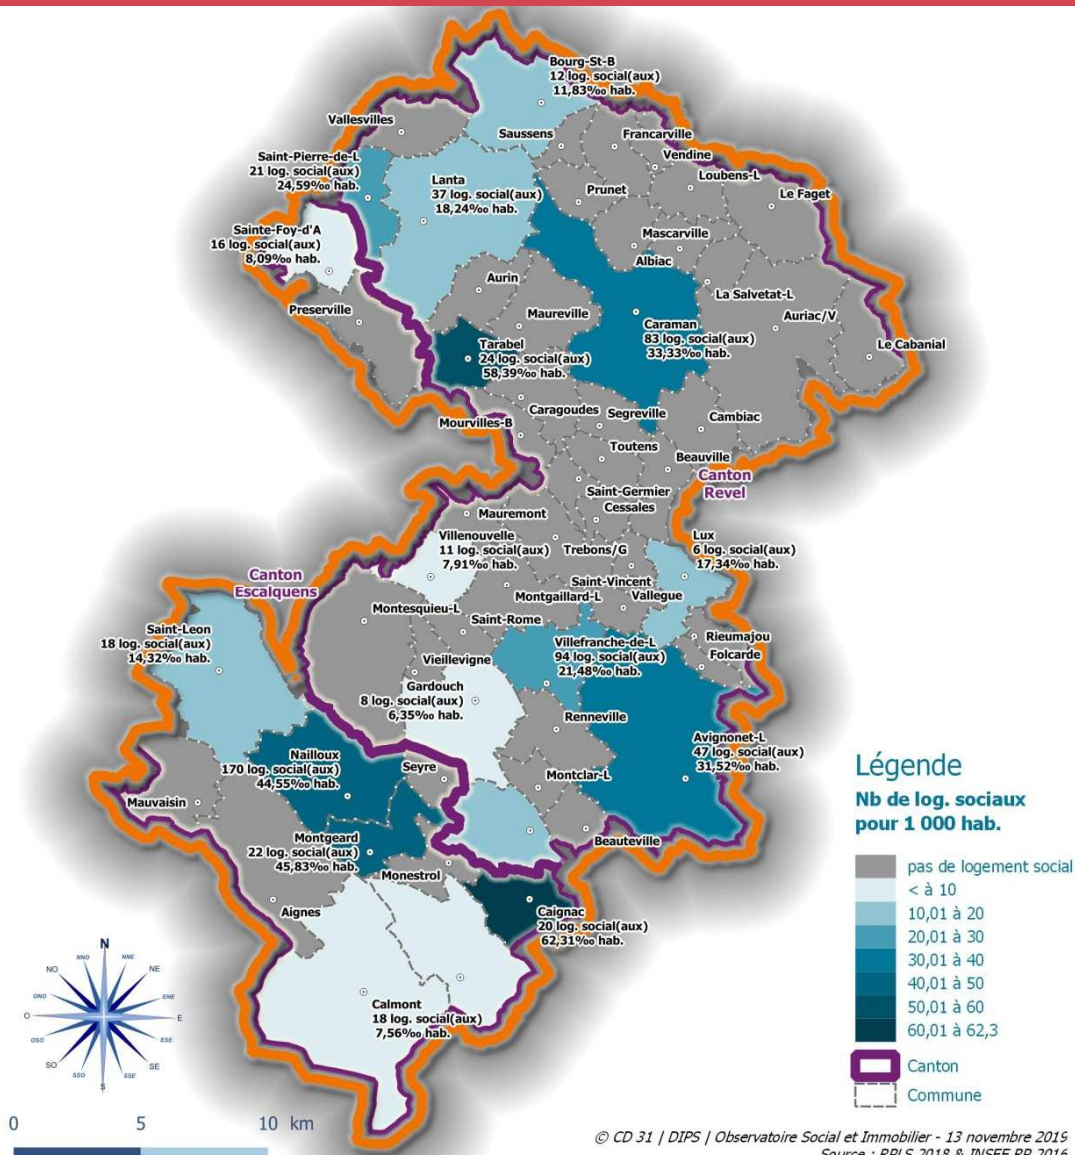 Bourg-St-B
12 log. social(aux)
11,83‰ hab.
Vallesvilles
Saussens
Francarville
Vendine
Saint-Pierre-de-L
21 log. social(aux)
24,59‰ hab.
Loubens-L
Lanta
37 log. social(aux)
18,24‰ hab.
Prunet
Le Faget
Sainte-Foy-d'A
16 log. social(aux)
8,09‰ hab.
Mascarville
Albiac
Aurin
La Salvetat-L
Preserville
Maureville
Auriac/V
Caraman
83 log. social(aux)
33,33‰ hab.
Le Cabanial
Tarabel
24 log. social(aux)
58,39‰ hab.
Caragoudes
Segreville
Cambiac
Mourvilles-B
Toutens
Beauville
Canton
Revel
Saint-Germier
Cessales
Mauremont
Villenouvelle
11 log. social(aux)
7,91‰ hab.
Trebons/G
Lux
6 log. social(aux)
17,34‰ hab.
Canton
Escalquens
Saint-Vincent
Montgaillard-L
Vallegue
Montesquieu-L
Saint-Rome
Saint-Leon
18 log. social(aux)
14,32‰ hab.
Rieumajou
Folcarde
Villefranche-de-L
94 log. social(aux)
21,48‰ hab.
Vieillevigne
Gardouch
8 log. social(aux)
6,35‰ hab.
Renneville
Avignonet-L
47 log. social(aux)
31,52‰ hab.
Nailloux
170 log. social(aux)
44,55‰ hab.
Seyre
Montclar-L
Mauvaisin
Montgeard
22 log. social(aux)
45,83‰ hab.
Beauteville
Monestrol
Aignes
Caignac
20 log. social(aux)
62,31‰ hab.
Calmont
18 log. social(aux)
7,56‰ hab.
Légende
Nb de log. sociaux
pour 1 000 hab.
pas de logement social
< à 10
10,01 à 20
20,01 à 30
30,01 à 40
40,01 à 50
50,01 à 60
60,01 à 62,3
Canton
Commune
N
NNO NNE
NO NE
ONO ENE
O E
OSO ESE
SO SE
SSO SSE
S
0 5 10 km
© CD 31 | DIPS | Observatoire Social et Immobilier - 13 novembre 2019
Source : RPLS 2018 & INSEE RP 2016